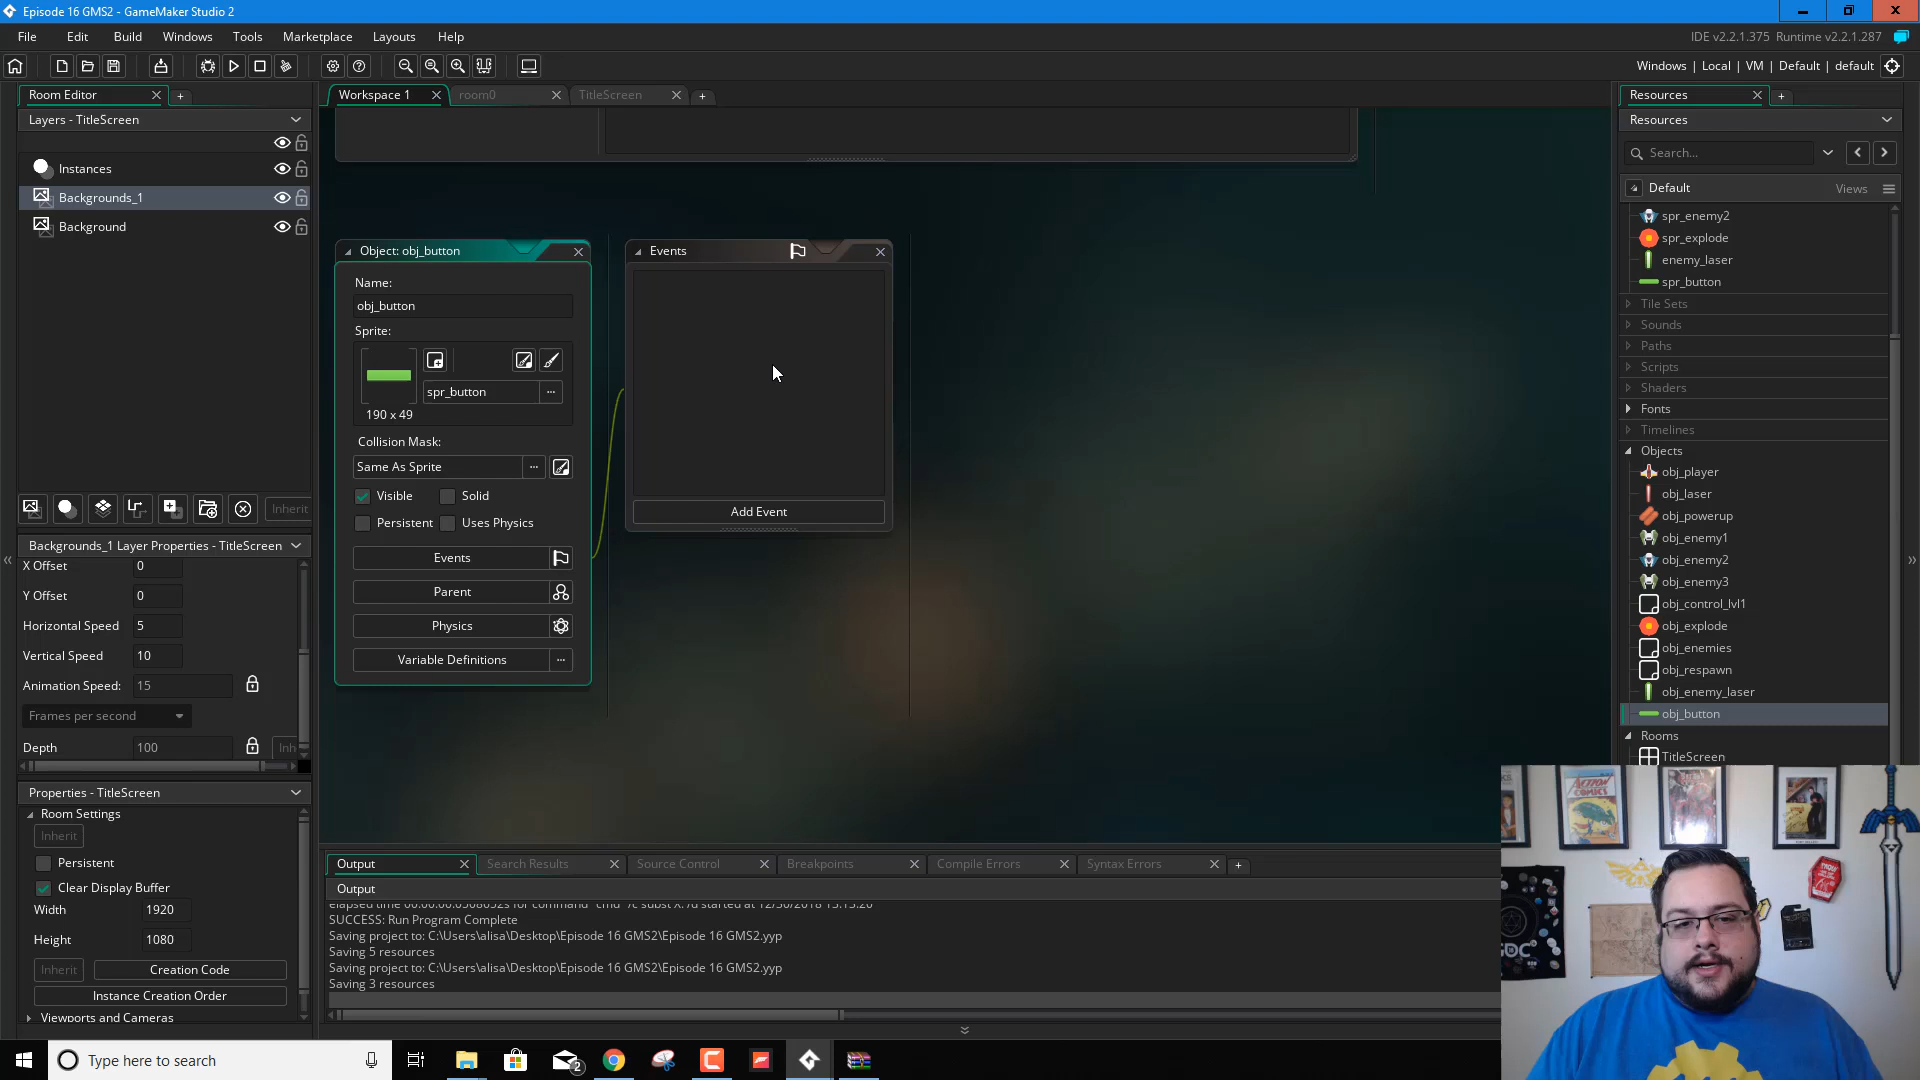 Episode 16 GMS2 - GameMaker Studio 2
File Edit Build Windows Tools Marketplace Layouts Help
IDE v2.2.1.375 Runtime v2.2.1.287
Windows | Local | VM | Default | default
Room Editor
Workspace 1
room0
TitleScreen
Resources
Layers - TitleScreen
Resources
Search...
Instances
Default
Views
Backgrounds_1
spr_enemy2
Background
spr_explode
Object: obj_button
Events
enemy_laser
Name:
spr_button
obj_button
Tile Sets
Sprite:
Sounds
Paths
spr_button
Scripts
190 x 49
Shaders
Collision Mask:
Fonts
Same As Sprite
Timelines
Visible
Solid
Objects
Add Event
obj_player
Persistent
Uses Physics
obj_laser
Events
obj_powerup
Parent
obj_enemy1
Physics
obj_enemy2
Variable Definitions
obj_enemy3
obj_control_lvl1
obj_explode
obj_enemies
obj_respawn
obj_enemy_laser
obj_button
Rooms
TitleScreen
Inherit
Backgrounds_1 Layer Properties - TitleScreen
X Offset 0
Y Offset 0
Horizontal Speed 5
Vertical Speed 10
Animation Speed: 15
Frames per second
Depth 100
Inh
Properties - TitleScreen
Room Settings
Inherit
Persistent
Clear Display Buffer
Width 1920
Height 1080
Inherit
Creation Code
Instance Creation Order
Viewports and Cameras
Output
Search Results
Source Control
Breakpoints
Compile Errors
Syntax Errors
Output
SUCCESS: Run Program Complete
Saving project to: C:\Users\alisa\Desktop\Episode 16 GMS2\Episode 16 GMS2.yyp
Saving 5 resources
Saving project to: C:\Users\alisa\Desktop\Episode 16 GMS2\Episode 16 GMS2.yyp
Saving 3 resources
ACTION COMICS
Type here to search
2